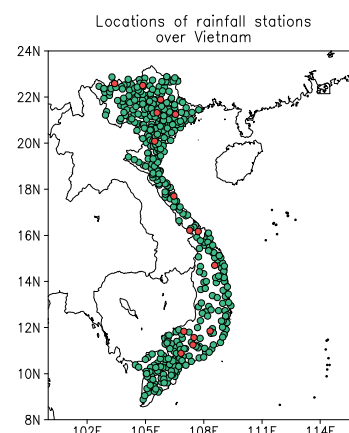 Locations of rainfall stations
over Vietnam
24N
22N
20N
18N
16N
14N
12N
10N
8N
102E 105E 108E 111E 114E